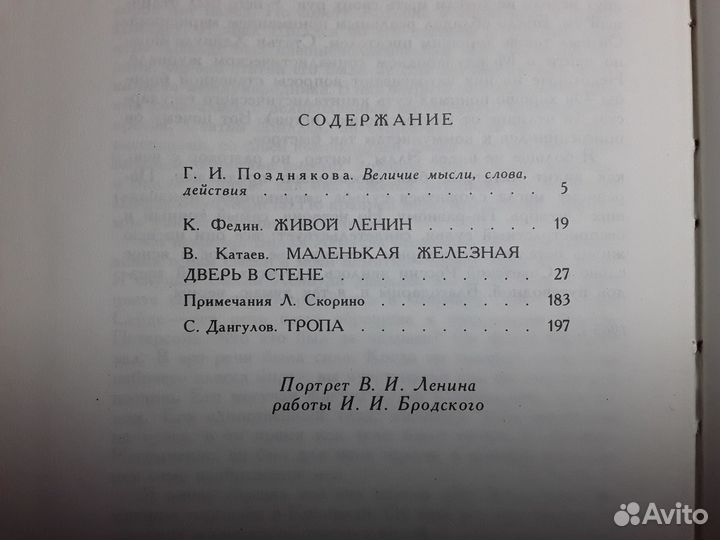 СОДЕРЖАНИЕ
Г. И. Позднякова. Величие мысли, слова,
действия . . . . . . . . . . . . . . . 5
К. Федин. ЖИВОЙ ЛЕНИН . . . . . . . 19
В. Катаев. МАЛЕНЬКАЯ ЖЕЛЕЗНАЯ
ДВЕРЬ В СТЕНЕ . . . . . . . . . . . 27
Примечания Л. Скорино . . . . . . . . . 183
С. Дангулов. ТРОПА . . . . . . . . . . 197
Портрет В. И. Ленина
работы И. И. Бродского
Avito